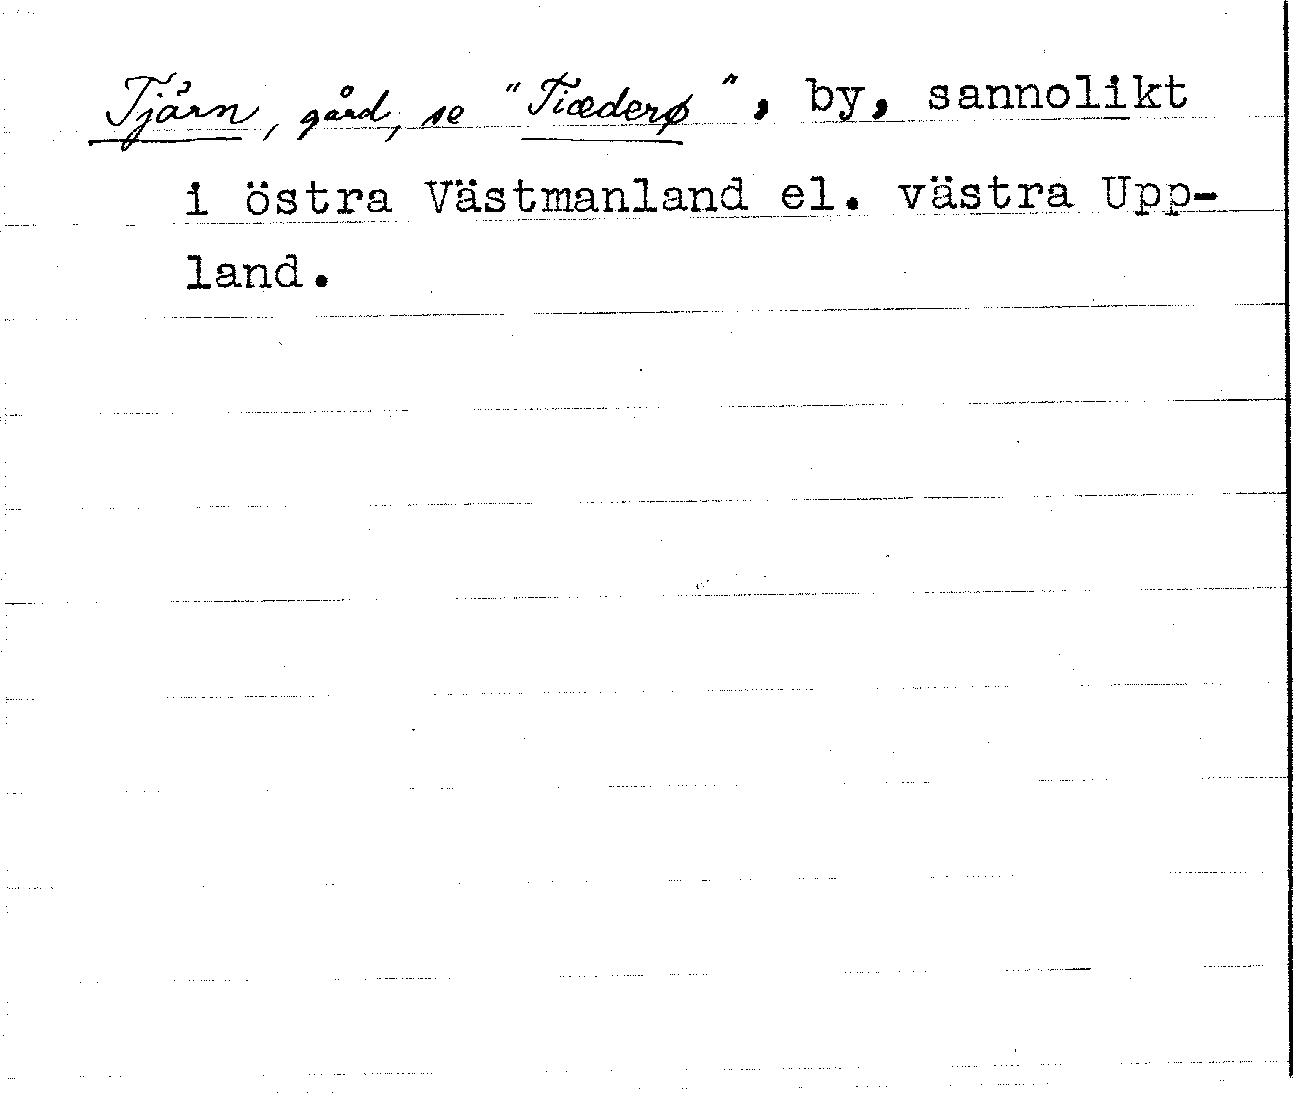 Tjärn, gård, se "Tiæderø", by, sannolikt
i östra Västmanland el. västra Upp-
land.